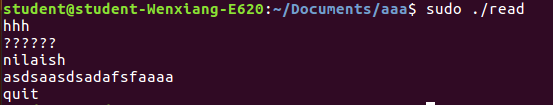 student@student-Wenxiang-E620:~/Documents/aaa$ sudo ./read
hhh
??????
nilaish
asdsaasdsadafsfaaaa
quit